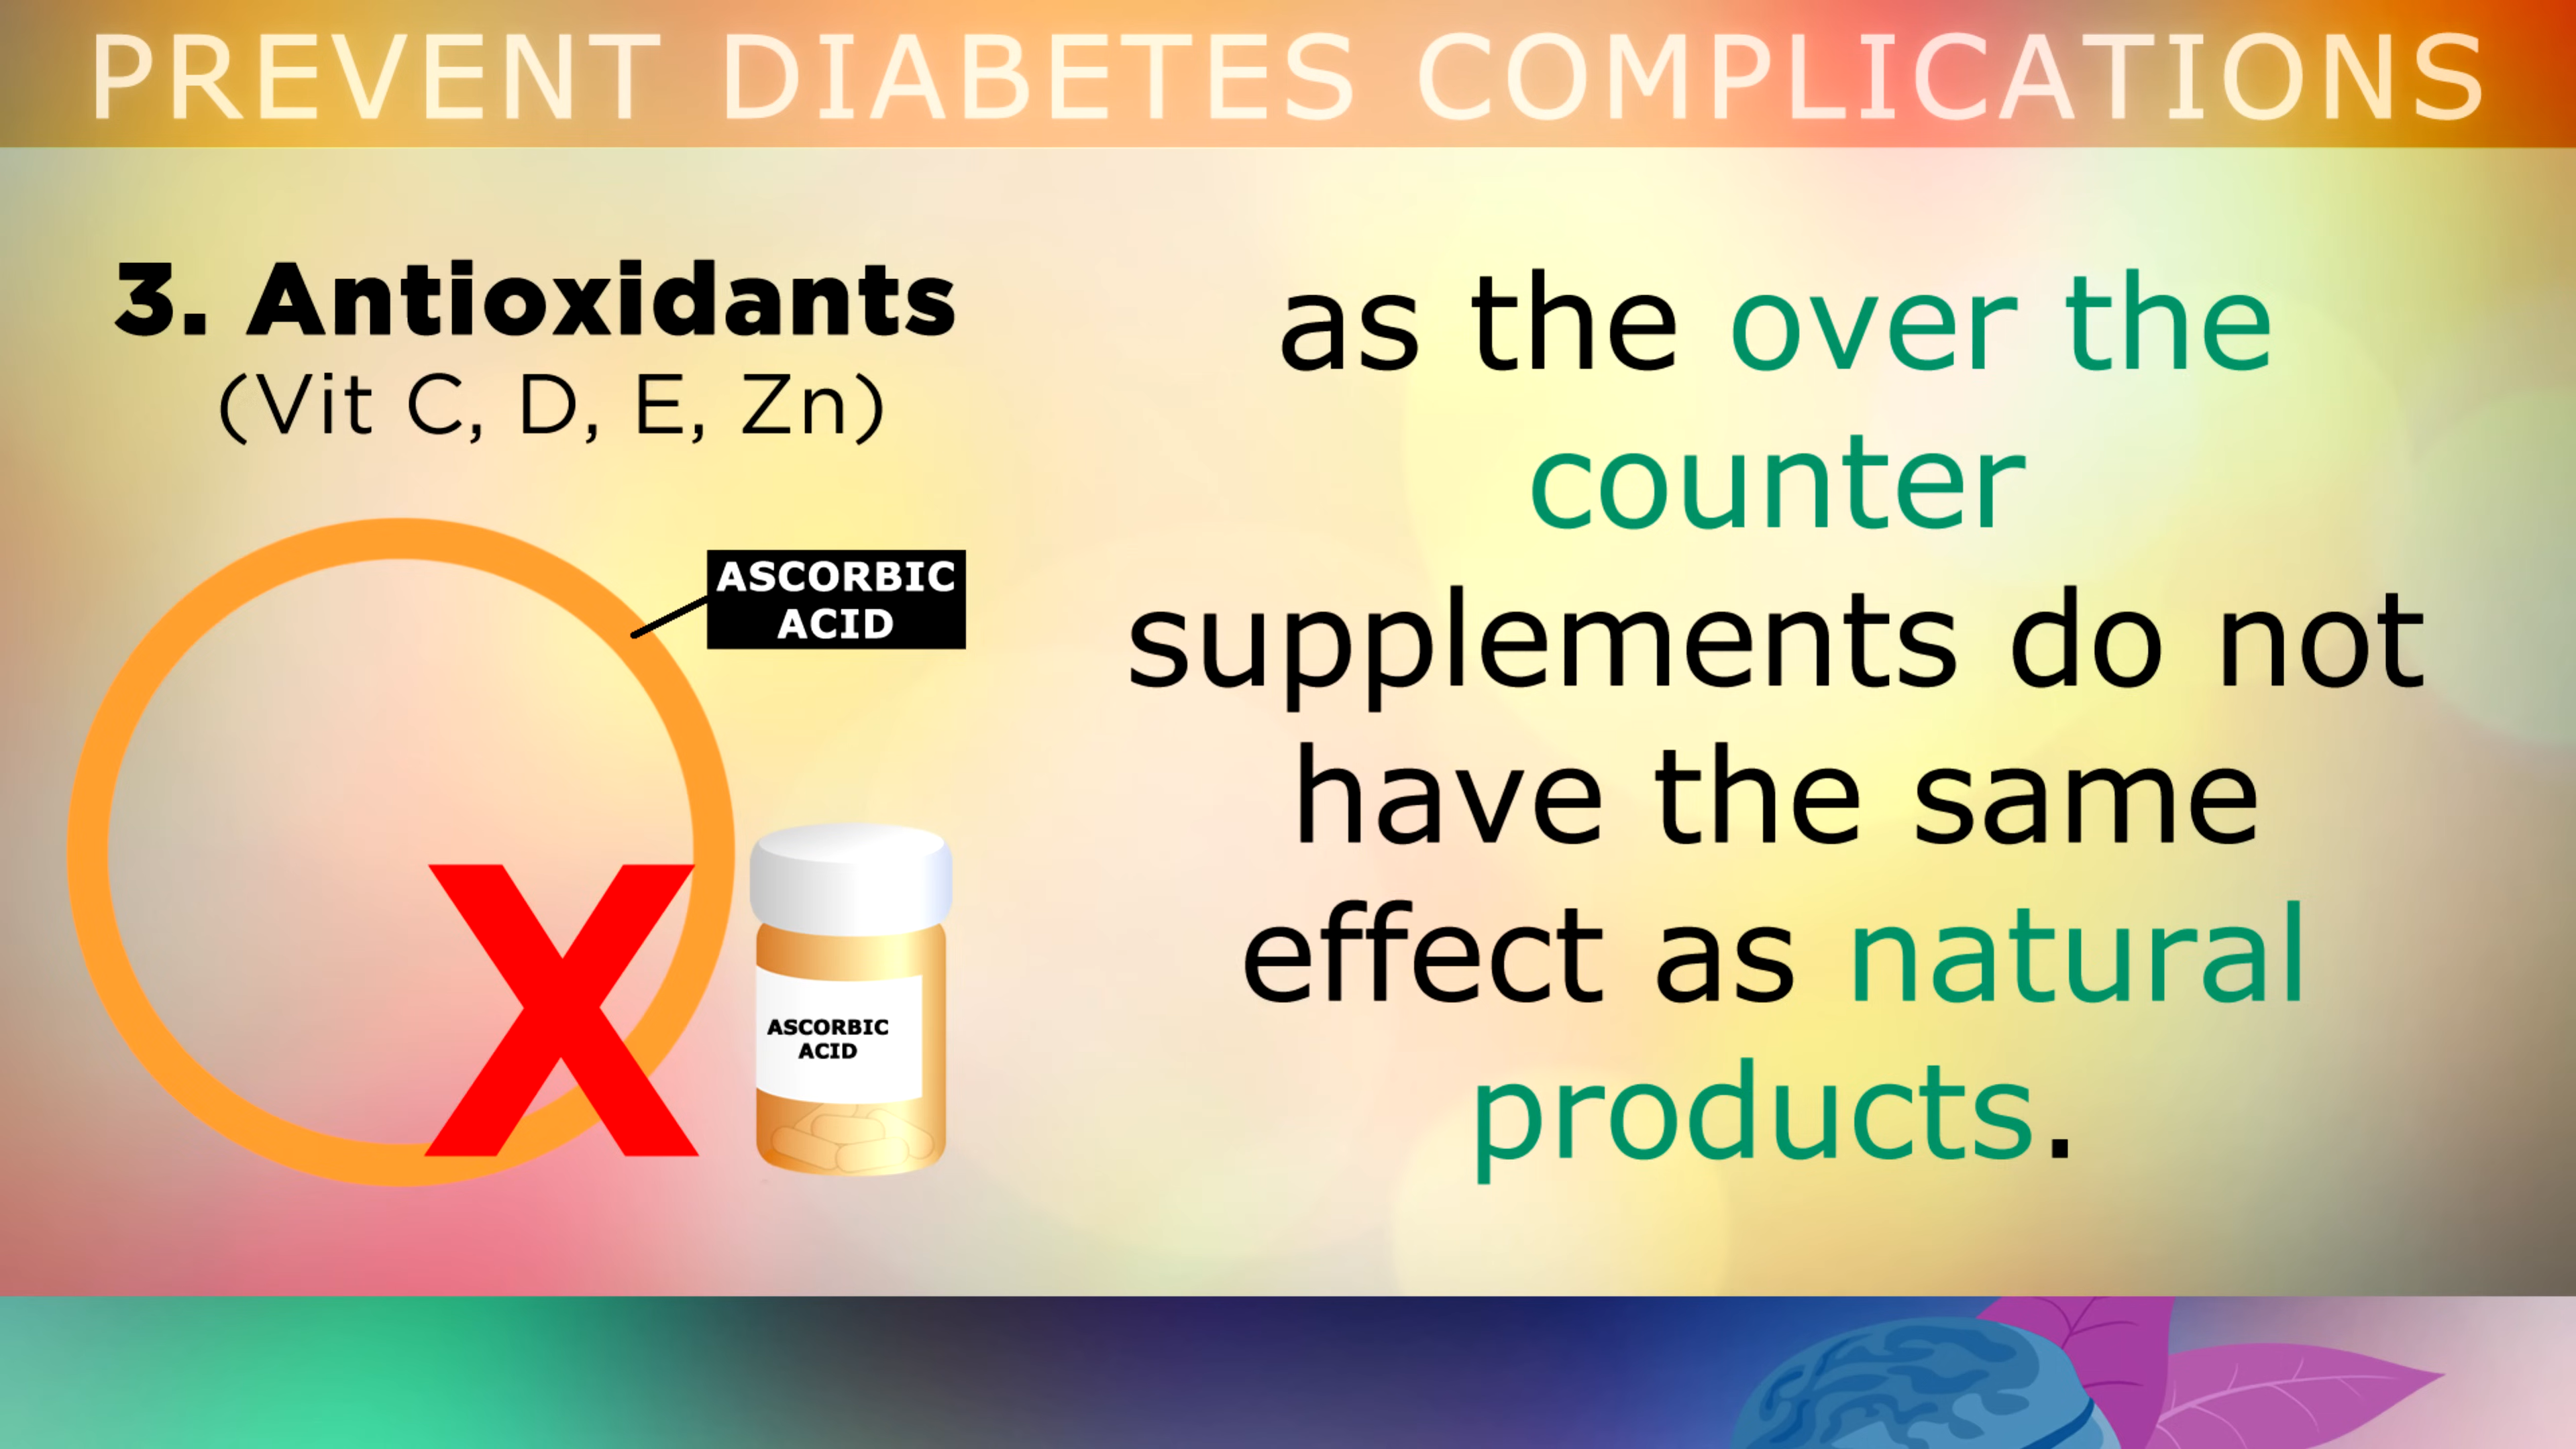 PREVENT DIABETES COMPLICATIONS
3. Antioxidants
(Vit C, D, E, Zn)
ASCORBIC
ACID
X
ASCORBIC
ACID
as the over the
counter
supplements do not
have the same
effect as natural
products.